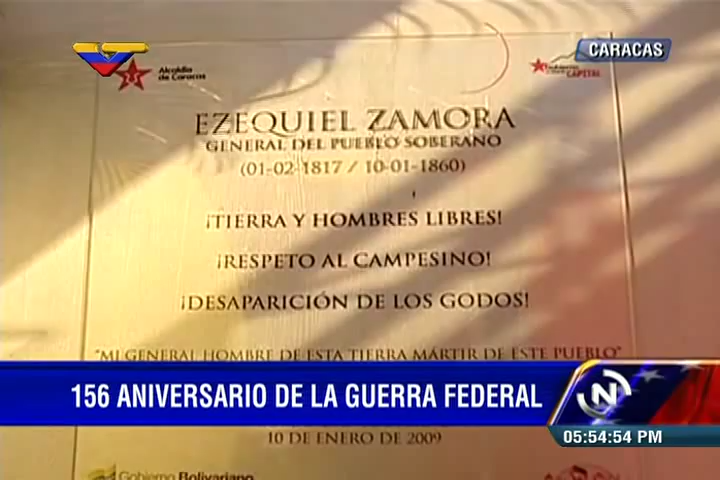 CARACAS
Alcaldía
de Caracas
CAPITAL
EZEQUIEL ZAMORA
GENERAL DEL PUEBLO SOBERANO
(01-02-1817 / 10-01-1860)
¡TIERRA Y HOMBRES LIBRES!
¡RESPETO AL CAMPESINO!
¡DESAPARICIÓN DE LOS GODOS!
"MI GENERAL HOMBRE DE ESTA TIERRA MÁRTIR DE ESTE PUEBLO"
156 ANIVERSARIO DE LA GUERRA FEDERAL
10 DE ENERO DE 2009
05:54:54 PM
Gobierno Bolivariano